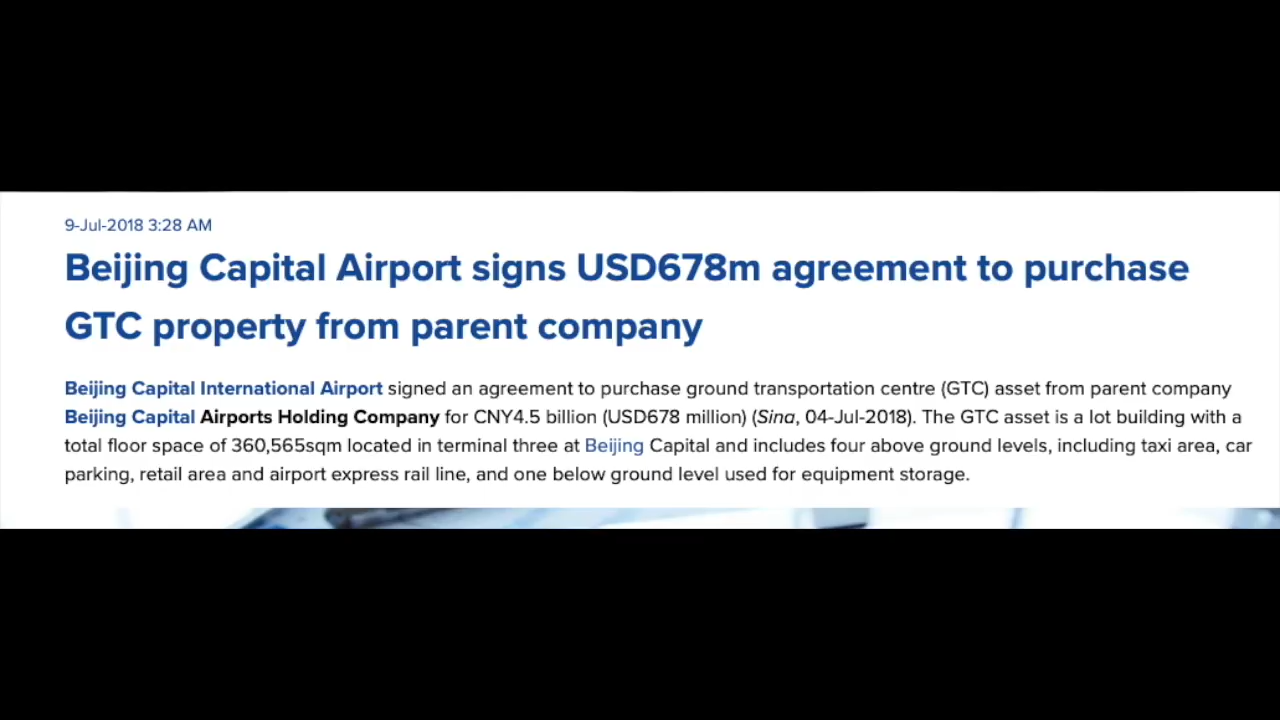 9-Jul-2018 3:28 AM
Beijing Capital Airport signs USD678m agreement to purchase
GTC property from parent company
Beijing Capital International Airport signed an agreement to purchase ground transportation centre (GTC) asset from parent company
Beijing Capital Airports Holding Company for CNY4.5 billion (USD678 million) (Sina, 04-Jul-2018). The GTC asset is a lot building with a
total floor space of 360,565sqm located in terminal three at Beijing Capital and includes four above ground levels, including taxi area, car
parking, retail area and airport express rail line, and one below ground level used for equipment storage.